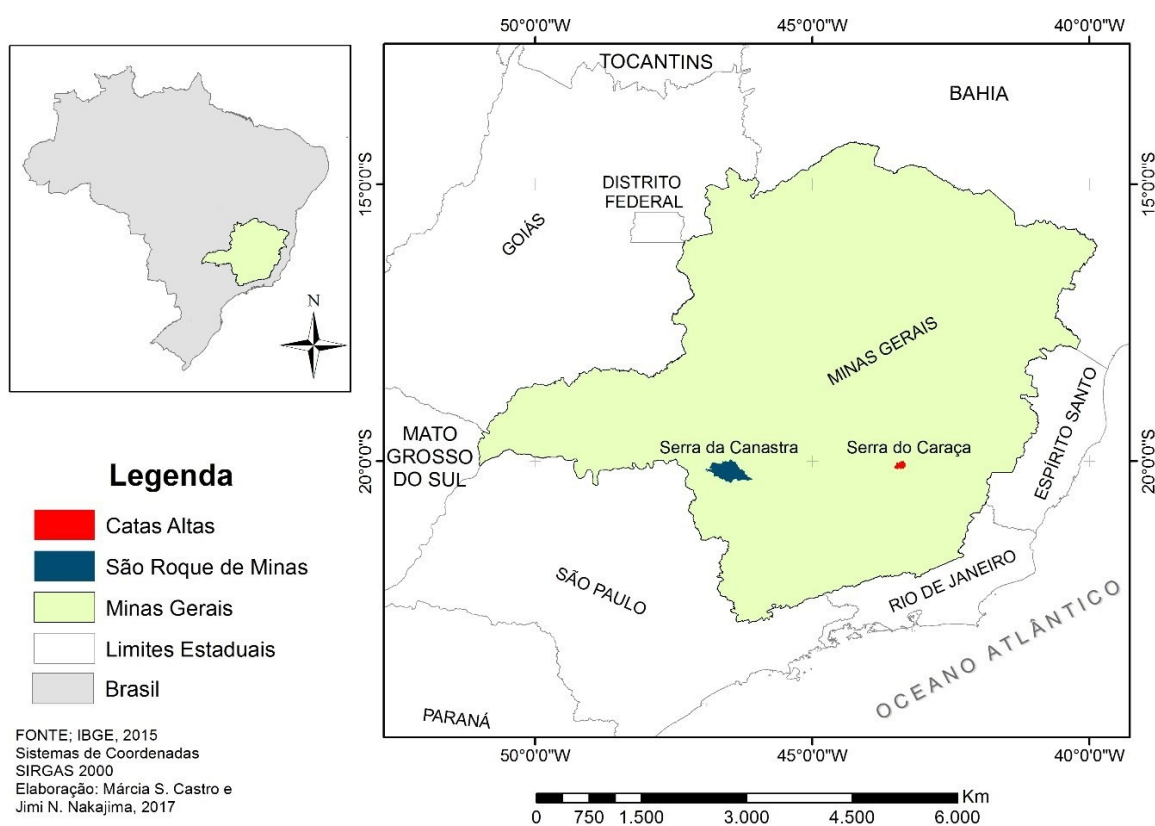 50°0'0"W 45°0'0"W 40°0'0"W
TOCANTINS
BAHIA
15°0'0"S
15°0'0"S
DISTRITO
FEDERAL
GOIÁS
N
MINAS GERAIS
MATO
GROSSO
DO SUL
20°0'0"S
Serra da Canastra
Serra do Caraça
20°0'0"S
ESPÍRITO SANTO
SÃO PAULO
RIO DE JANEIRO
OCEANO ATLÂNTICO
PARANÁ
50°0'0"W 45°0'0"W 40°0'0"W
Legenda
Catas Altas
São Roque de Minas
Minas Gerais
Limites Estaduais
Brasil
FONTE; IBGE, 2015
Sistemas de Coordenadas
SIRGAS 2000
Elaboração: Márcia S. Castro e
Jimi N. Nakajima, 2017
Km
0 750 1.500 3.000 4.500 6.000